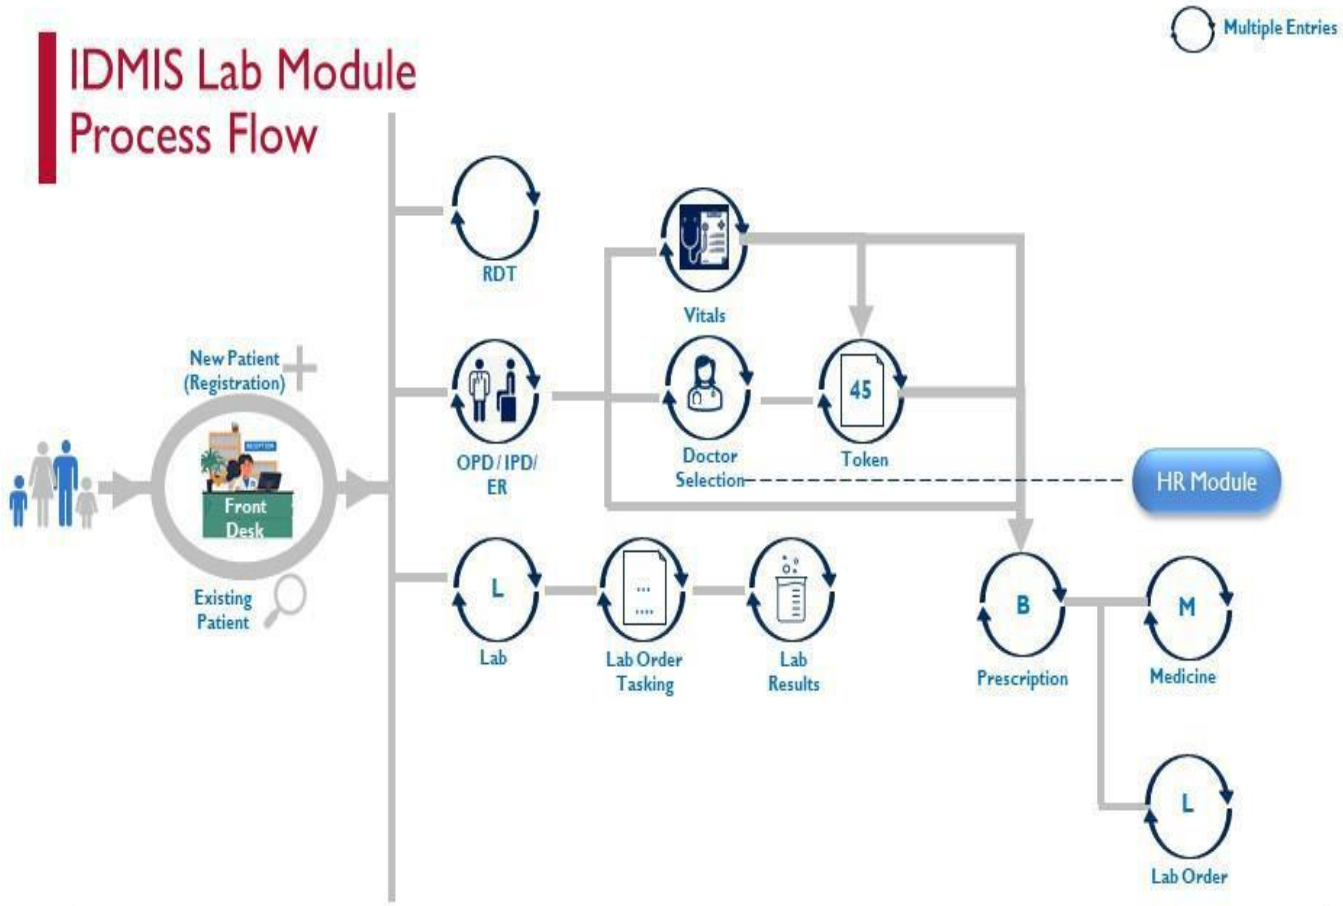 Multiple Entries
IDMIS Lab Module
Process Flow
RDT
Vitals
New Patient
(Registration)
45
OPD / IPD/
ER
Doctor
Selection
Token
HR Module
RECEPTION
Front
Desk
Existing
Patient
L
Lab
...
....
Lab Order
Tasking
Lab
Results
B
Prescription
M
Medicine
L
Lab Order